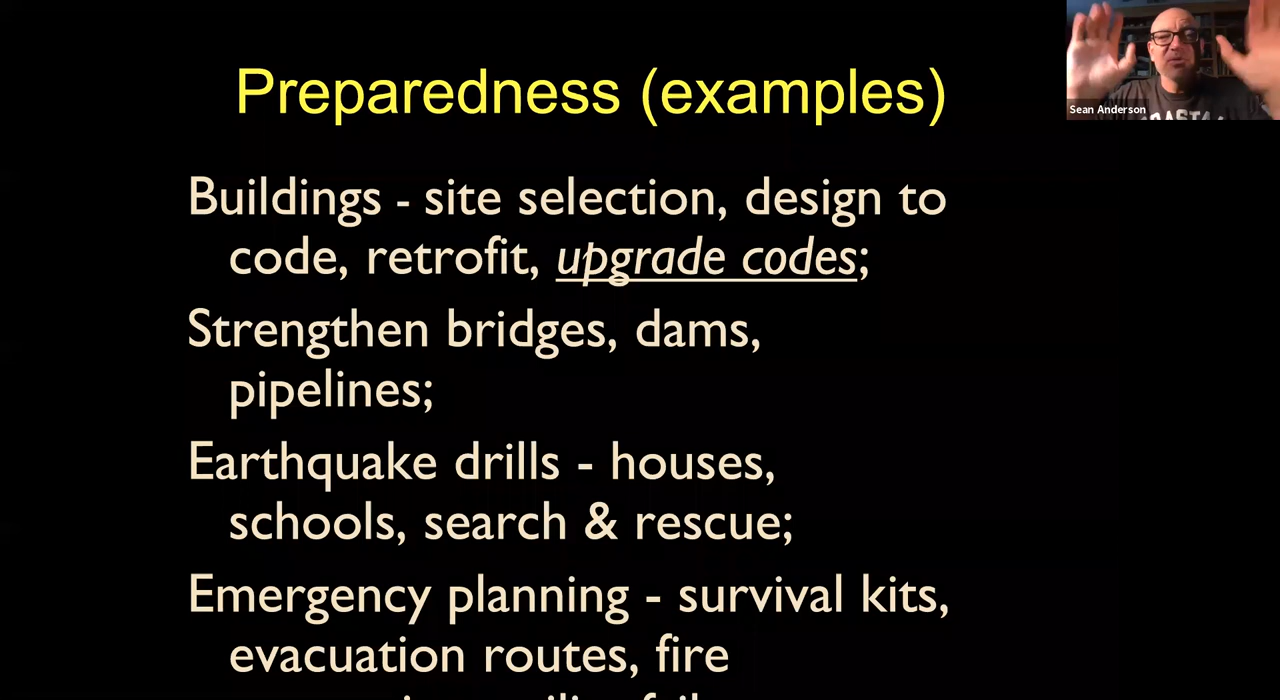 Preparedness (examples)
Sean Anderson
Buildings - site selection, design to
code, retrofit, upgrade codes;
Strengthen bridges, dams,
pipelines;
Earthquake drills - houses,
schools, search & rescue;
Emergency planning - survival kits,
evacuation routes, fire